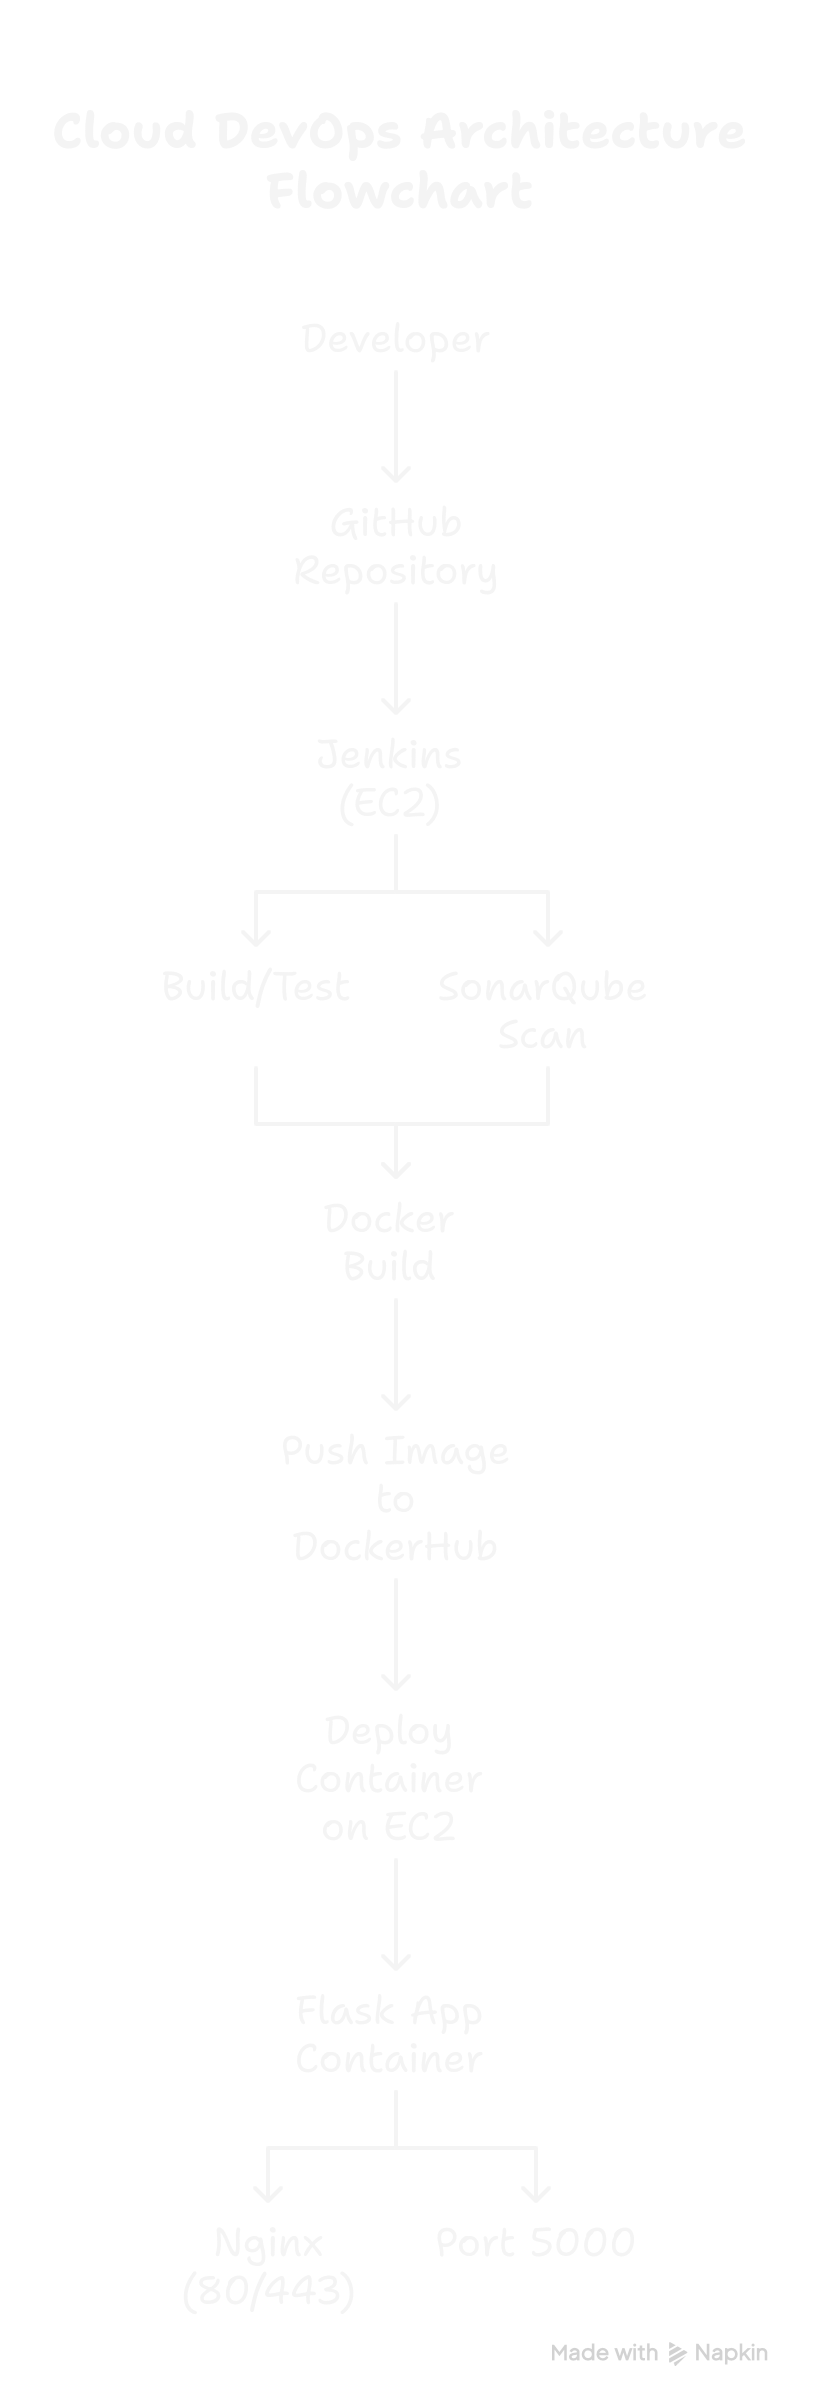 Cloud DevOps Architecture
Flowchart
Developer
GitHub
Repository
Jenkins
(EC2)
Build/Test
SonarQube
Scan
Docker
Build
Push Image
to
DockerHub
Deploy
Container
on EC2
Flask App
Container
Nginx
(80/443)
Port 5000
Made with Napkin